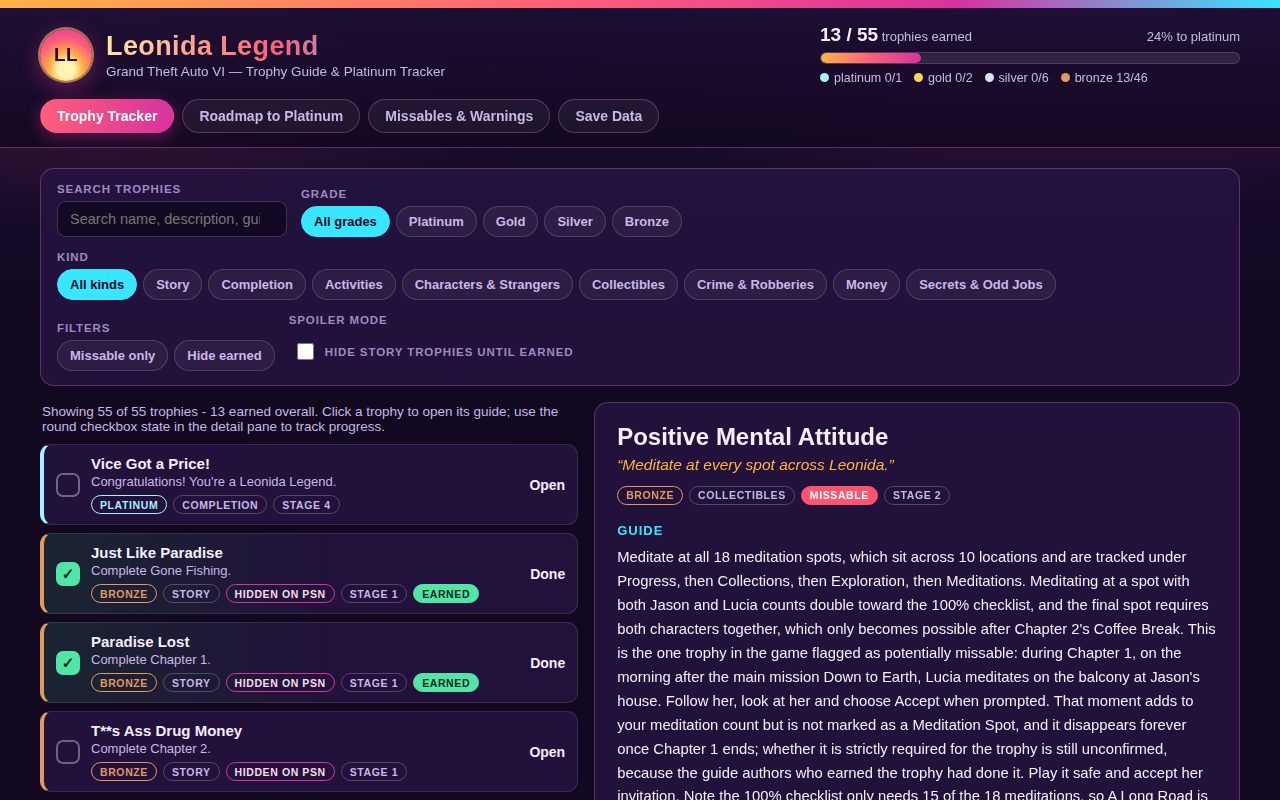 LL
Leonida Legend
Grand Theft Auto VI — Trophy Guide & Platinum Tracker
13 / 55 trophies earned
24% to platinum
platinum 0/1 gold 0/2 silver 0/6 bronze 13/46
Trophy Tracker
Roadmap to Platinum
Missables & Warnings
Save Data
SEARCH TROPHIES
Search name, description, gui
GRADE
All grades Platinum Gold Silver Bronze
KIND
All kinds Story Completion Activities Characters & Strangers Collectibles Crime & Robberies Money Secrets & Odd Jobs
FILTERS
Missable only Hide earned
SPOILER MODE
HIDE STORY TROPHIES UNTIL EARNED
Showing 55 of 55 trophies - 13 earned overall. Click a trophy to open its guide; use the
round checkbox state in the detail pane to track progress.
Vice Got a Price!
Congratulations! You're a Leonida Legend.
PLATINUM COMPLETION STAGE 4
Open
✓
Just Like Paradise
Complete Gone Fishing.
BRONZE STORY HIDDEN ON PSN STAGE 1 EARNED
Done
✓
Paradise Lost
Complete Chapter 1.
BRONZE STORY HIDDEN ON PSN STAGE 1 EARNED
Done
T**s Ass Drug Money
Complete Chapter 2.
BRONZE STORY HIDDEN ON PSN STAGE 1
Open
Positive Mental Attitude
“Meditate at every spot across Leonida.”
BRONZE COLLECTIBLES MISSABLE STAGE 2
GUIDE
Meditate at all 18 meditation spots, which sit across 10 locations and are tracked under
Progress, then Collections, then Exploration, then Meditations. Meditating at a spot with
both Jason and Lucia counts double toward the 100% checklist, and the final spot requires
both characters together, which only becomes possible after Chapter 2's Coffee Break. This
is the one trophy in the game flagged as potentially missable: during Chapter 1, on the
morning after the main mission Down to Earth, Lucia meditates on the balcony at Jason's
house. Follow her, look at her and choose Accept when prompted. That moment adds to
your meditation count but is not marked as a Meditation Spot, and it disappears forever
once Chapter 1 ends; whether it is strictly required for the trophy is still unconfirmed,
because the guide authors who earned the trophy had done it. Play it safe and accept her
invitation. Note the 100% checklist only needs 15 of the 18 meditations, so A Long Road is